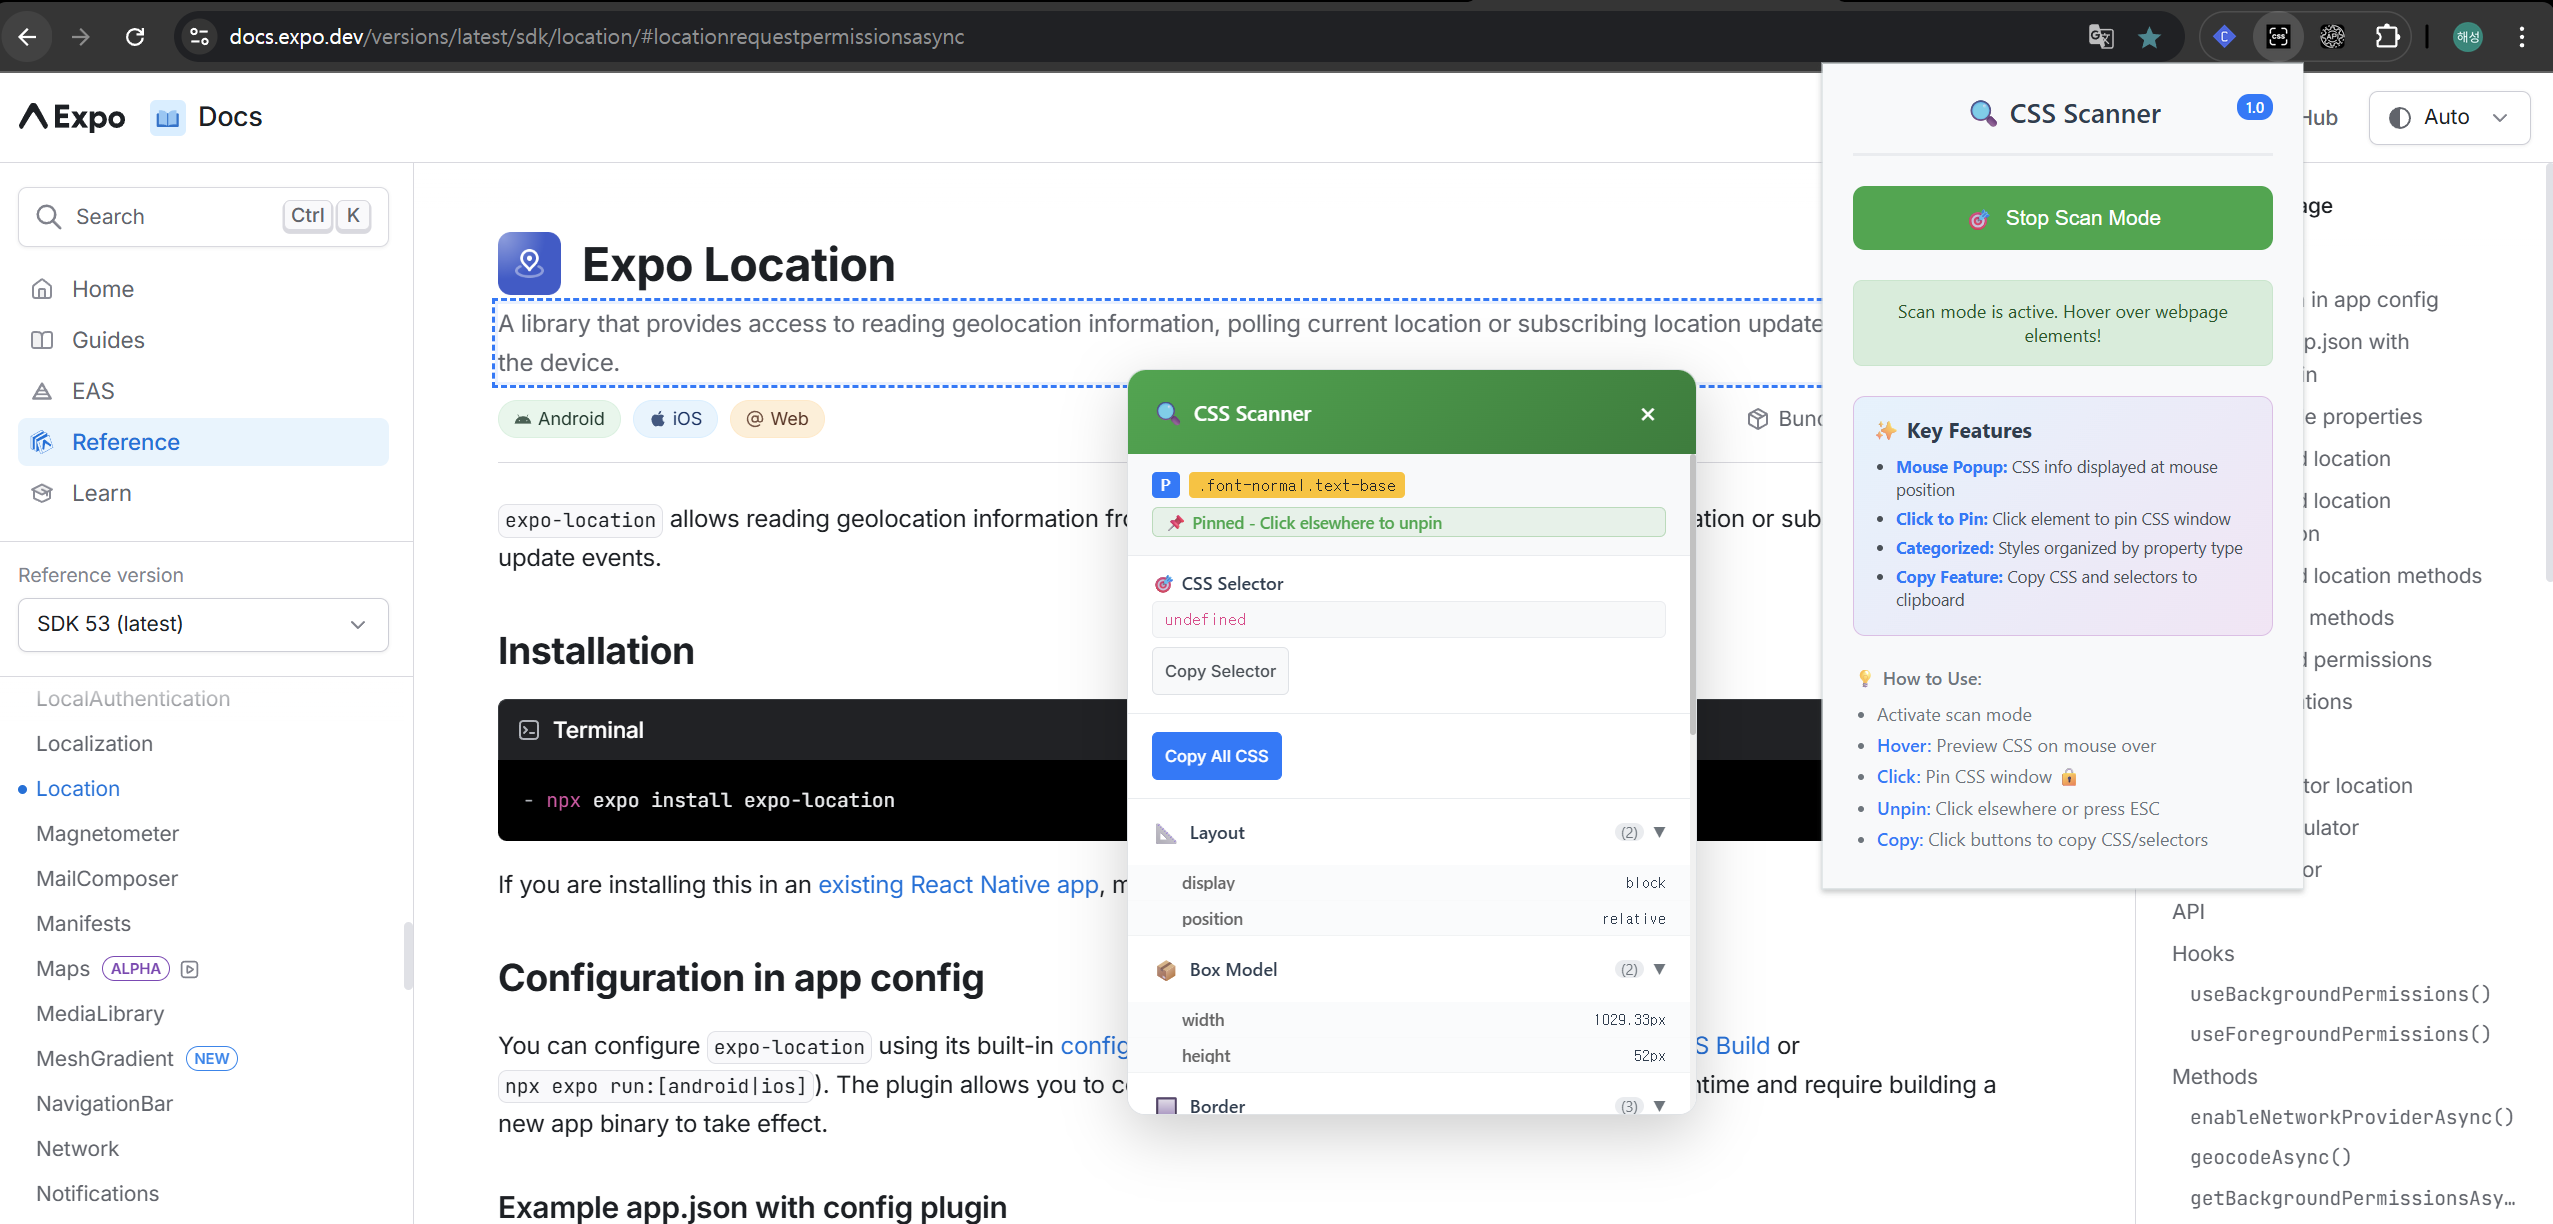 docs.expo.dev/versions/latest/sdk/location/#locationrequestpermissionsasync
해성
Expo
Docs
Hub
Auto
Search
Ctrl
K
Home
Guides
EAS
Reference
Learn
Reference version
SDK 53 (latest)
LocalAuthentication
Localization
Location
Magnetometer
MailComposer
Manifests
Maps ALPHA
MediaLibrary
MeshGradient NEW
NavigationBar
Network
Notifications
Expo Location
A library that provides access to reading geolocation information, polling current location or subscribing location update
the device.
Android
iOS
Web
Bund
expo-location allows reading geolocation information fr
ation or sub
update events.
Installation
Terminal
- npx expo install expo-location
If you are installing this in an existing React Native app, m
Configuration in app config
You can configure expo-location using its built-in config
S Build or
npx expo run:[android|ios]). The plugin allows you to c
ntime and require building a
new app binary to take effect.
Example app.json with config plugin
CSS Scanner
×
P
.font-normal.text-base
Pinned - Click elsewhere to unpin
CSS Selector
undefined
Copy Selector
Copy All CSS
Layout
(2) ▼
display
block
position
relative
Box Model
(2) ▼
width
1029.33px
height
52px
Border
(3) ▼
CSS Scanner
1.0
Stop Scan Mode
Scan mode is active. Hover over webpage
elements!
Key Features
• Mouse Popup: CSS info displayed at mouse
position
• Click to Pin: Click element to pin CSS window
• Categorized: Styles organized by property type
• Copy Feature: Copy CSS and selectors to
clipboard
How to Use:
• Activate scan mode
• Hover: Preview CSS on mouse over
• Click: Pin CSS window
• Unpin: Click elsewhere or press ESC
• Copy: Click buttons to copy CSS/selectors
age
in app config
p.json with
in
e properties
d location
d location
on
d location methods
methods
d permissions
tions
tor location
ulator
or
API
Hooks
useBackgroundPermissions()
useForegroundPermissions()
Methods
enableNetworkProviderAsync()
geocodeAsync()
getBackgroundPermissionsAsy…